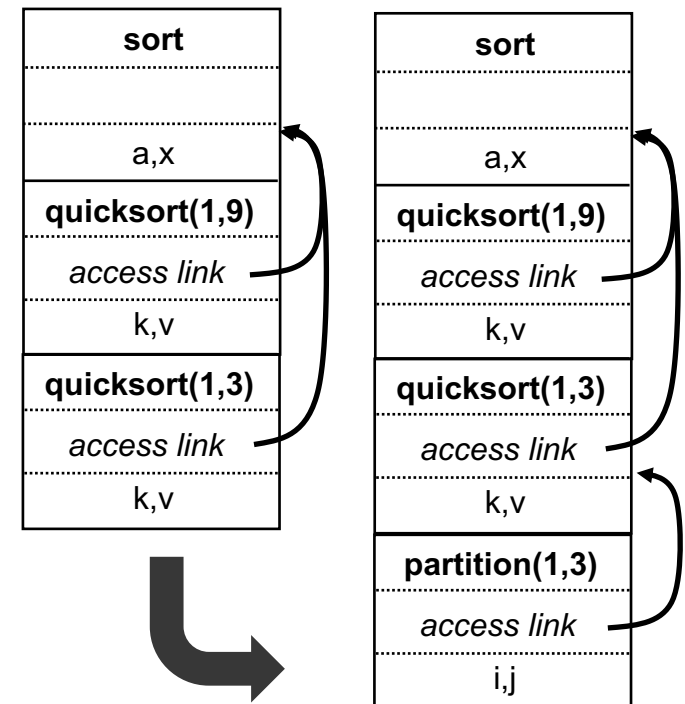 sort
a,x
quicksort(1,9)
access link
k,v
quicksort(1,3)
access link
k,v
sort
a,x
quicksort(1,9)
access link
k,v
quicksort(1,3)
access link
k,v
partition(1,3)
access link
i,j